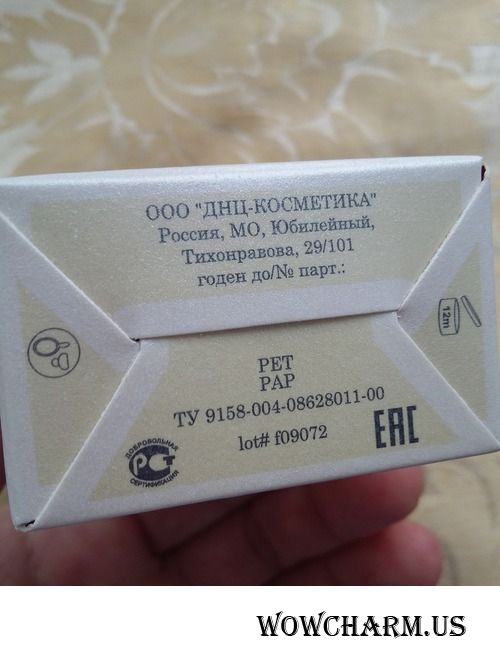 ООО "ДНЦ-КОСМЕТИКА"
Россия, МО, Юбилейный,
Тихонравова, 29/101
годен до/№ парт.:
12m
PET
PAP
ТУ 9158-004-08628011-00
lot# f09072
ЕАС
ДОБРОВОЛЬНАЯ
РСТ
СЕРТИФИКАЦИЯ
WOWCHARM.US